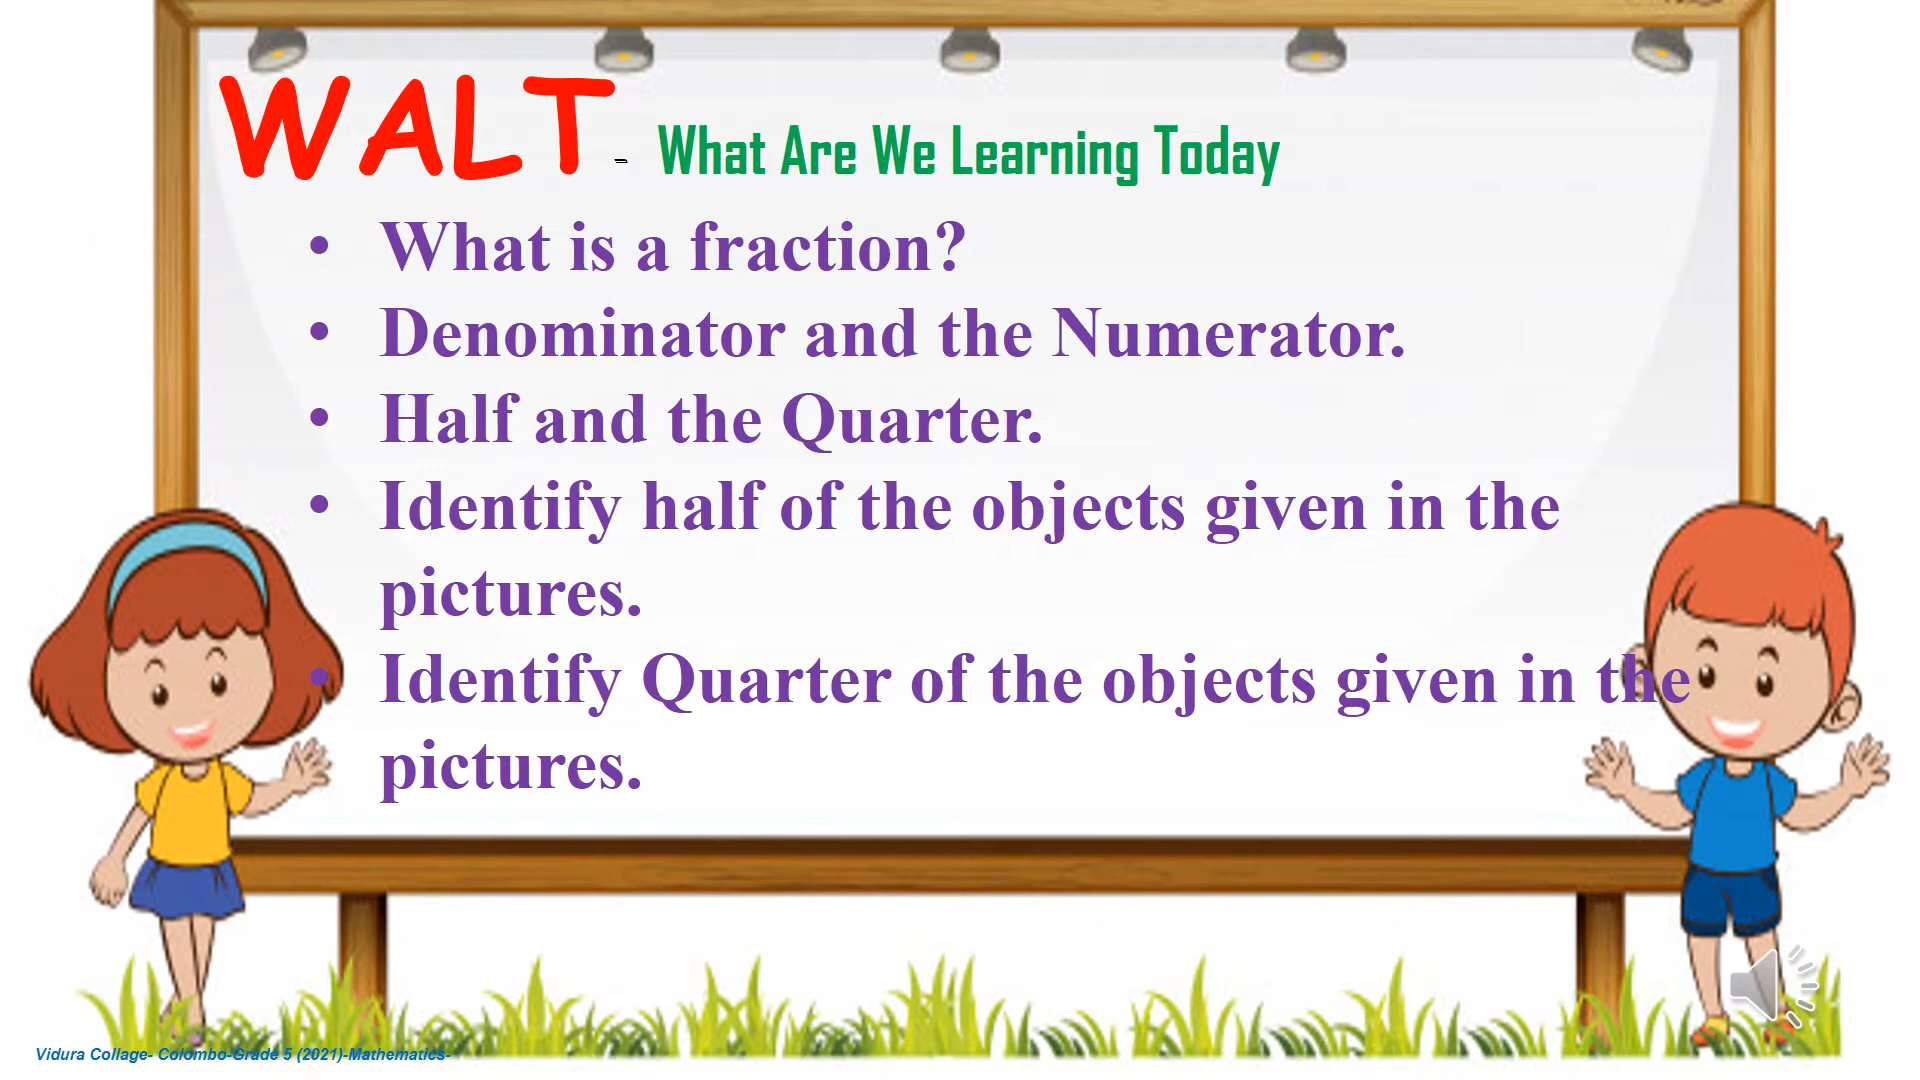 WALT - What Are We Learning Today
• What is a fraction?
• Denominator and the Numerator.
• Half and the Quarter.
• Identify half of the objects given in the
pictures.
• Identify Quarter of the objects given in the
pictures.
Vidura Collage- Colombo-Grade 5 (2021)-Mathematics-